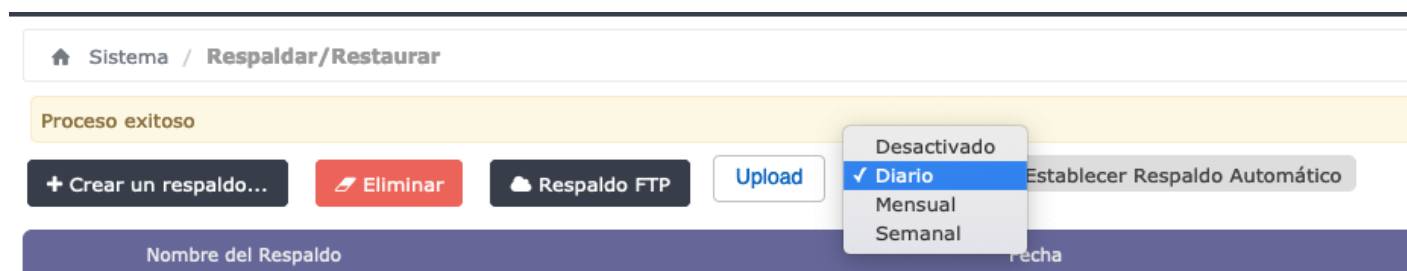 Sistema / Respaldar/Restaurar
Proceso exitoso
+ Crear un respaldo... Eliminar Respaldo FTP Upload Establecer Respaldo Automático
Desactivado
✓ Diario
Mensual
Semanal
Nombre del Respaldo Fecha